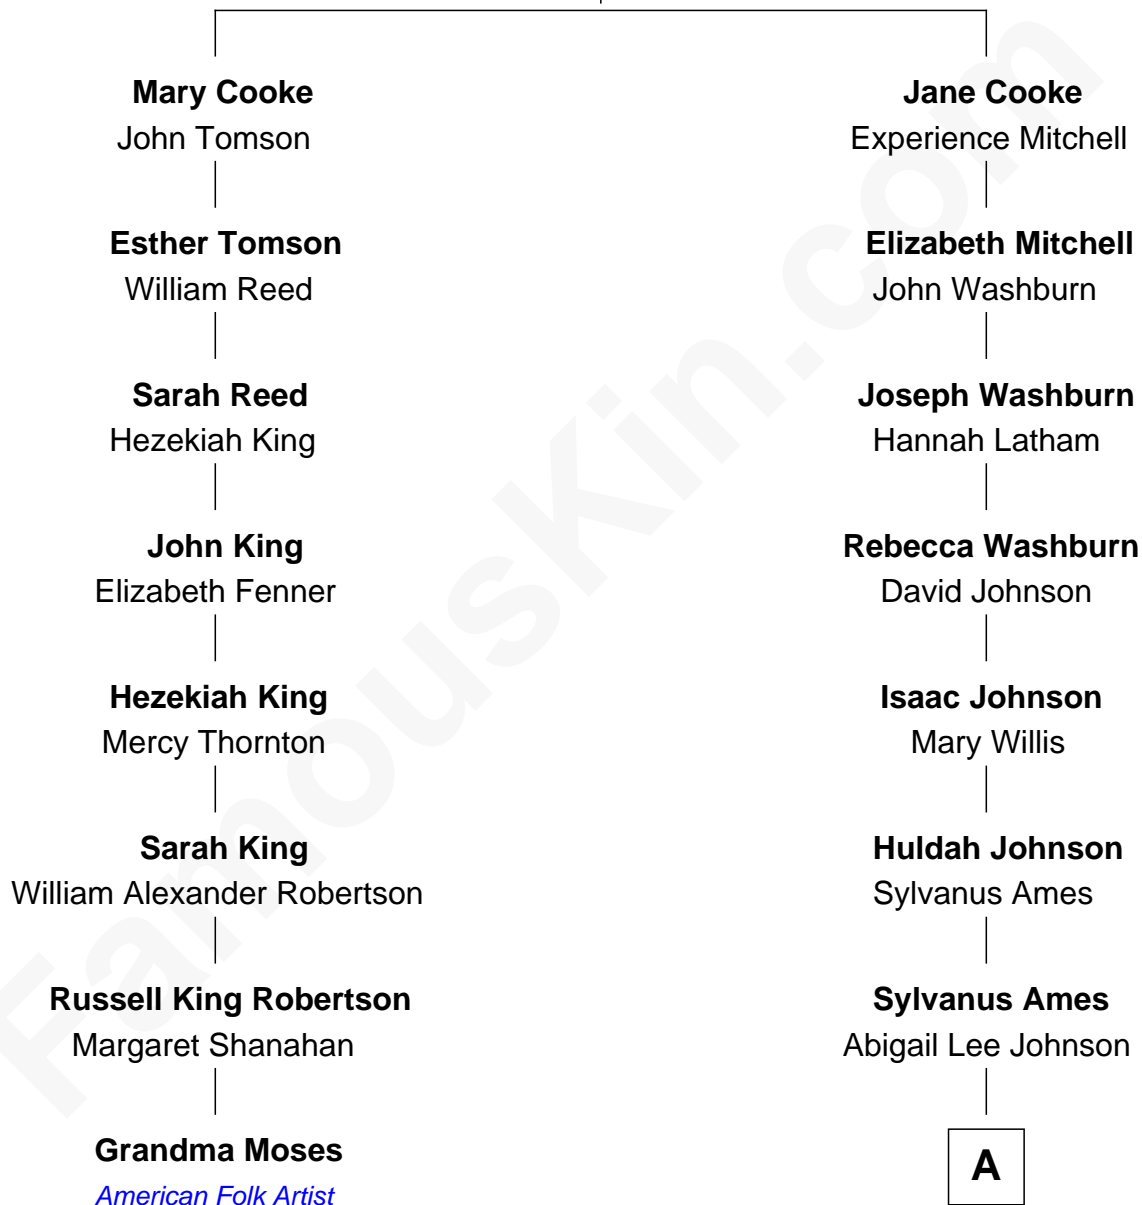 Mary Cooke
John Tomson
Esther Tomson
William Reed
Sarah Reed
Hezekiah King
John King
Elizabeth Fenner
Hezekiah King
Mercy Thornton
Sarah King
William Alexander Robertson
Russell King Robertson
Margaret Shanahan
Grandma Moses
American Folk Artist
Jane Cooke
Experience Mitchell
Elizabeth Mitchell
John Washburn
Joseph Washburn
Hannah Latham
Rebecca Washburn
David Johnson
Isaac Johnson
Mary Willis
Huldah Johnson
Sylvanus Ames
Sylvanus Ames
Abigail Lee Johnson
A
FamousKin.com